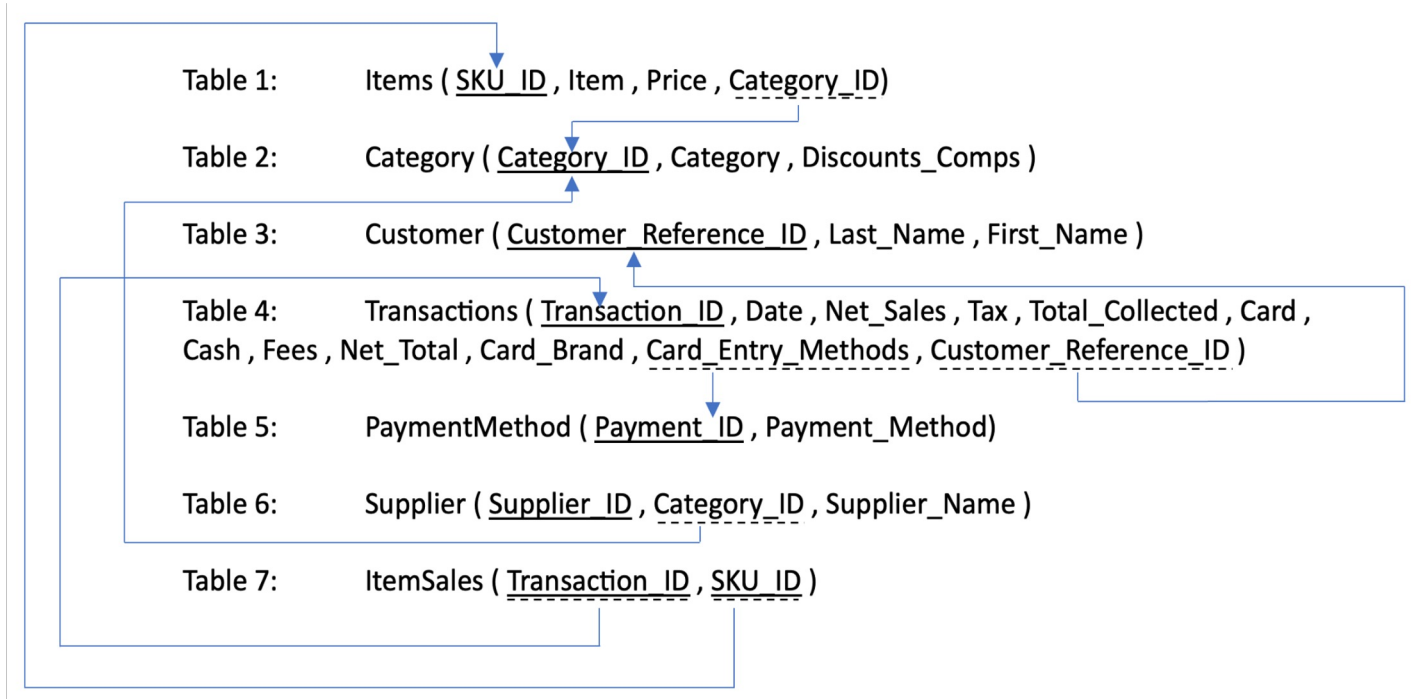 Table 1: Items ( SKU_ID , Item , Price , Category_ID)
Table 2: Category ( Category_ID , Category , Discounts_Comps )
Table 3: Customer ( Customer_Reference_ID , Last_Name , First_Name )
Table 4: Transactions ( Transaction_ID , Date , Net_Sales , Tax , Total_Collected , Card ,
Cash , Fees , Net_Total , Card_Brand , Card_Entry_Methods , Customer_Reference_ID )
Table 5: PaymentMethod ( Payment_ID , Payment_Method)
Table 6: Supplier ( Supplier_ID , Category_ID , Supplier_Name )
Table 7: ItemSales ( Transaction_ID , SKU_ID )